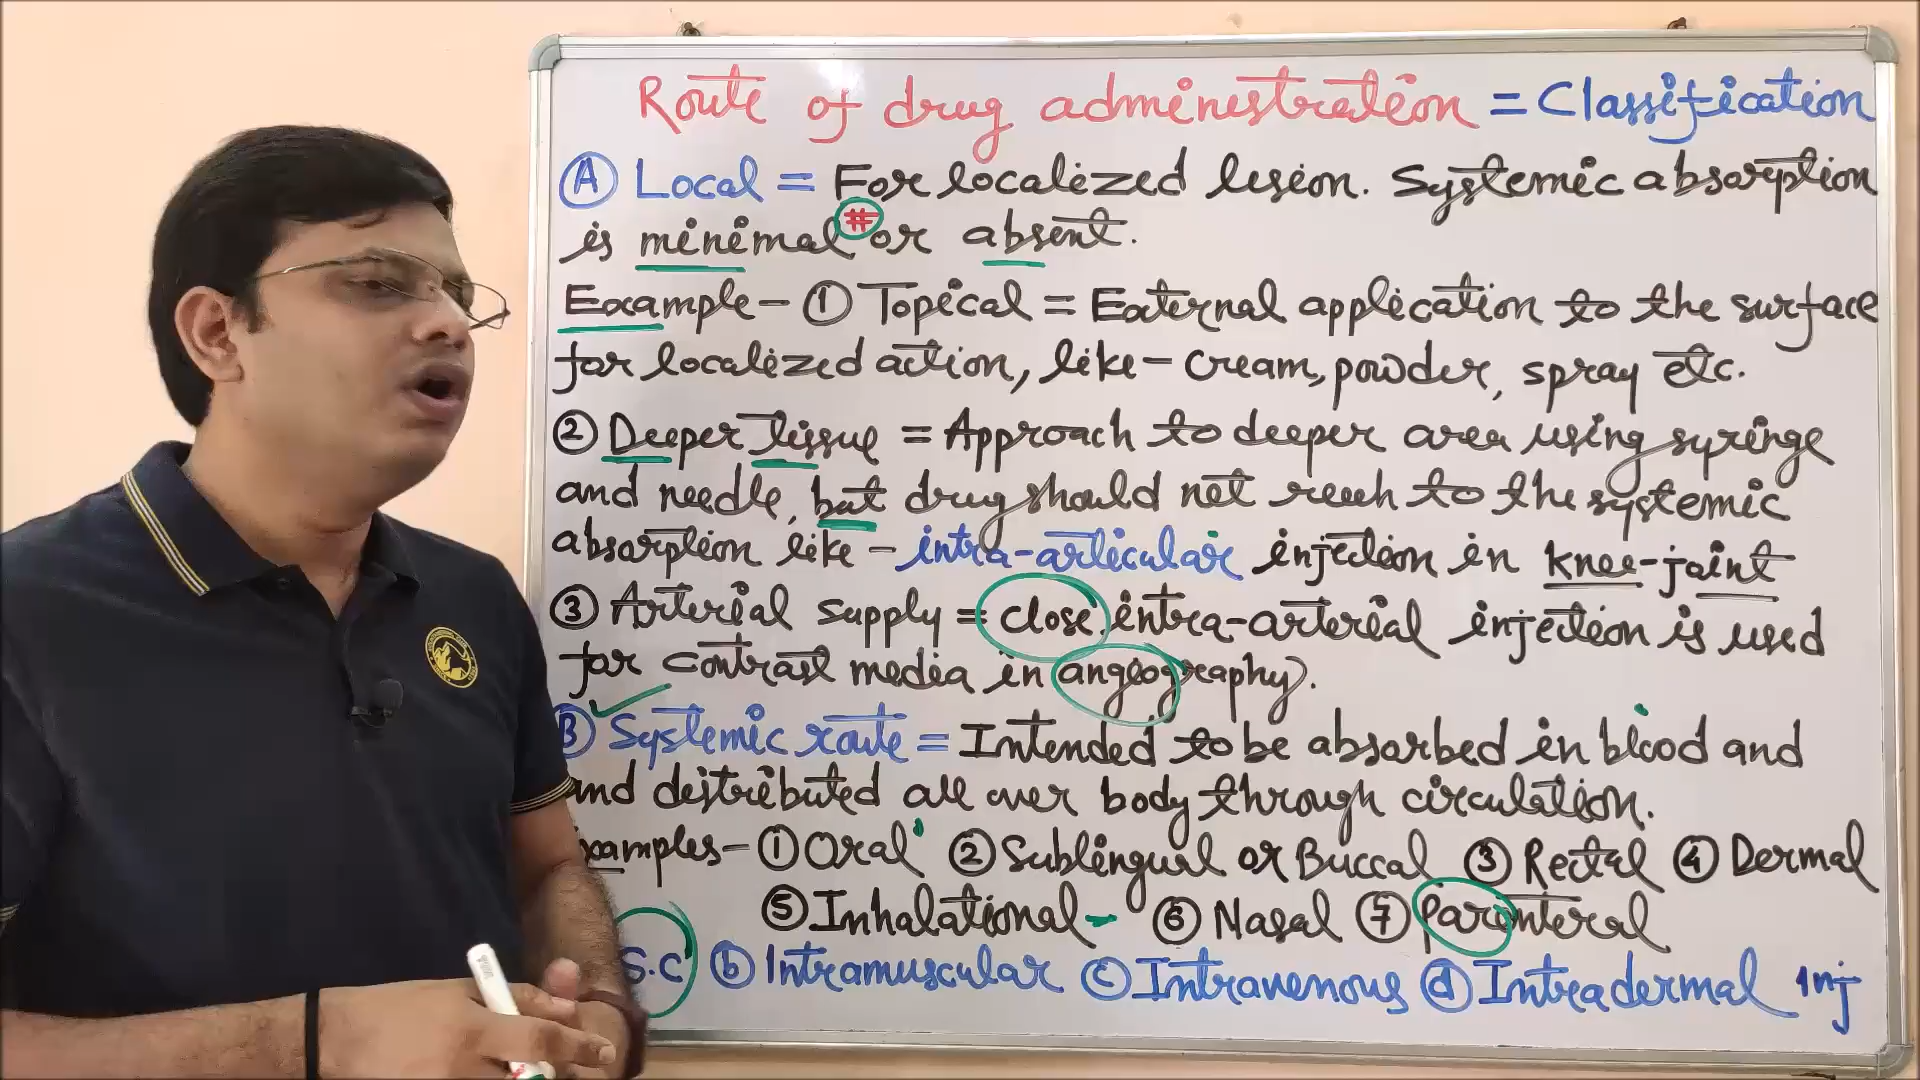 Route of drug administration = Classification
Ⓐ Local = For localized lesion. Systemic absorption
is minimal # or absent.
Example - ① Topical = External application to the surface
for localized action, like - cream, powder, spray etc.
② Deeper tissue = Approach to deeper area using syringe
and needle, but drug should not reach to the systemic
absorption like - intra-articular injection in knee-joint
③ Arterial supply = close intra-arterial injection is used
for contrast media in angiography.
Ⓑ Systemic route = Intended to be absorbed in blood and
and distributed all over body through circulation.
Examples - ① Oral ② Sublingual or Buccal ③ Rectal ④ Dermal
⑤ Inhalational - ⑥ Nasal ⑦ Parenteral
S.C ⓑ Intramuscular ⓒ Intravenous ⓓ Intradermal inj